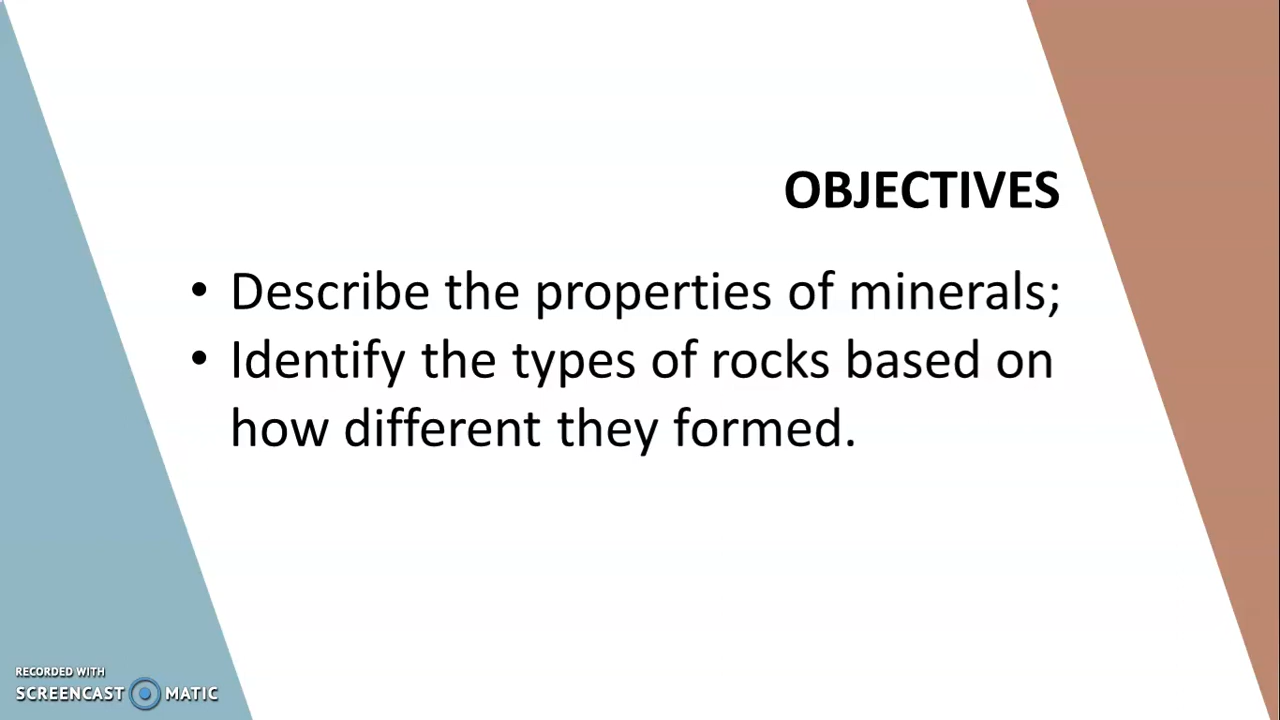 OBJECTIVES
• Describe the properties of minerals;
• Identify the types of rocks based on
how different they formed.
RECORDED WITH
SCREENCAST MATIC